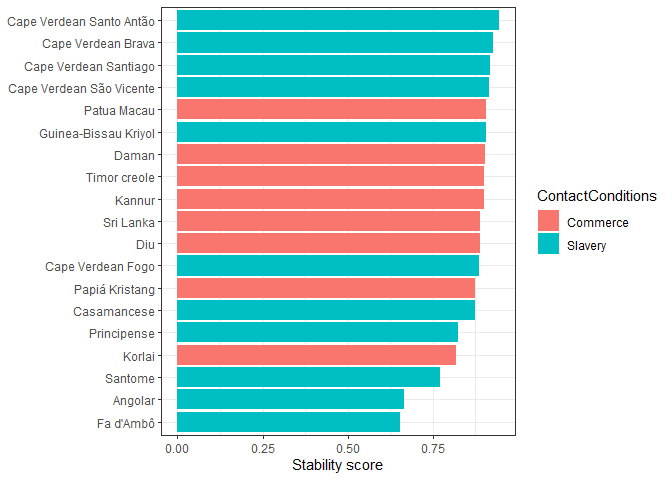 Cape Verdean Santo Antão
Cape Verdean Brava
Cape Verdean Santiago
Cape Verdean São Vicente
Patua Macau
Guinea-Bissau Kriyol
Daman
Timor creole
Kannur
Sri Lanka
Diu
Cape Verdean Fogo
Papiá Kristang
Casamancese
Principense
Korlai
Santome
Angolar
Fa d'Ambô
0.00 0.25 0.50 0.75
Stability score
ContactConditions
Commerce
Slavery